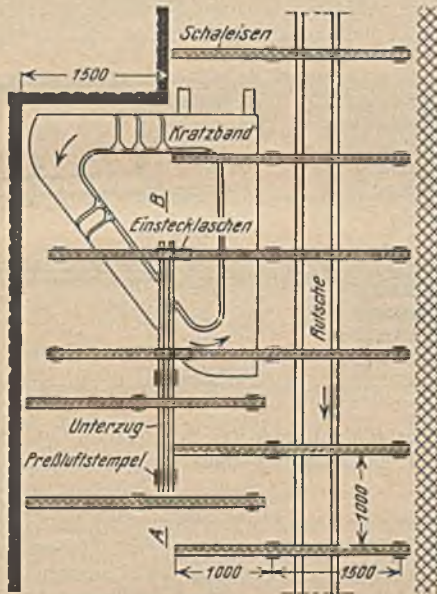 Schaleisen
1500
Kratzband
B
Einstecklaschen
Rutsche
Unterzug
Preßluftstempel
1000
A
1000
1500